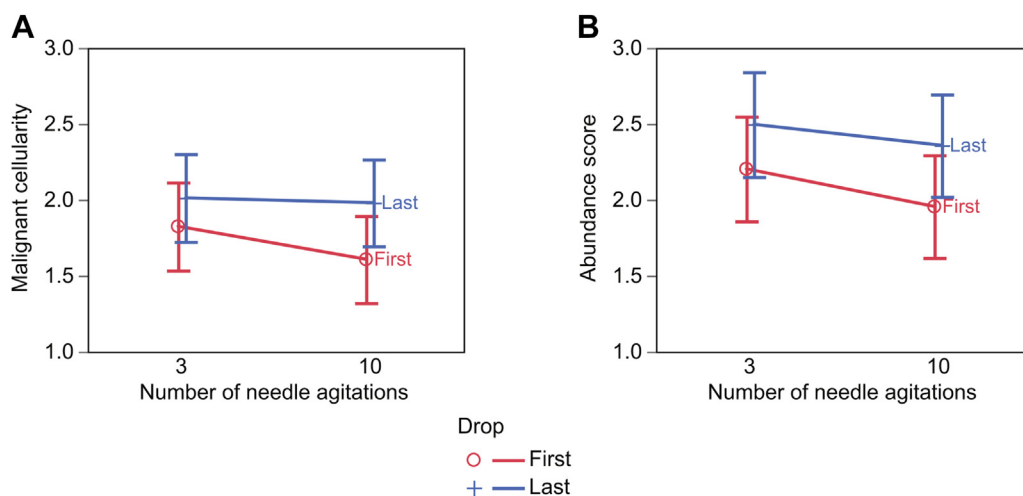 A
3.0
2.5
2.0
1.5
1.0
Malignant cellularity
Last
First
3 10
Number of needle agitations
B
3.0
2.5
2.0
1.5
1.0
Abundance score
Last
First
3 10
Number of needle agitations
Drop
First
Last